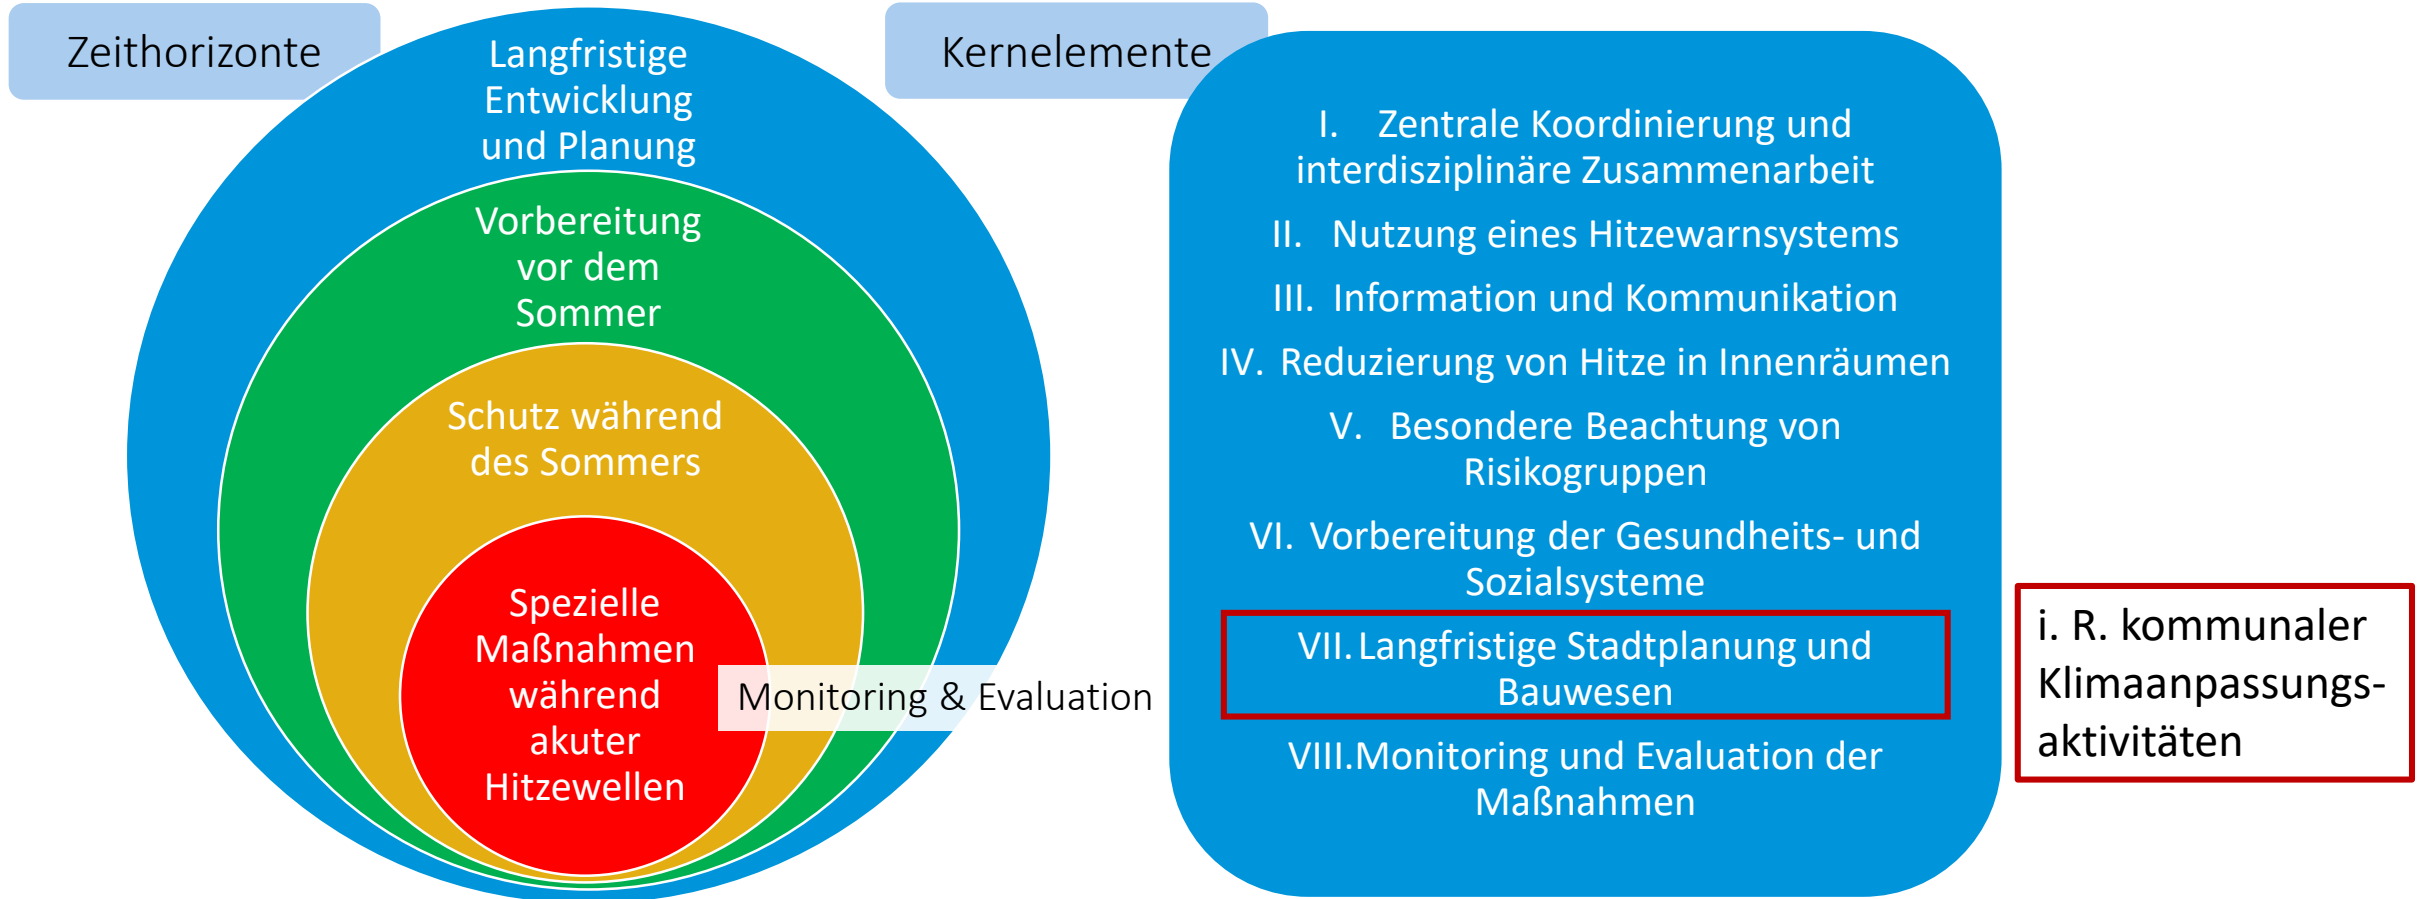 Zeithorizonte
Langfristige
Entwicklung
und Planung
Vorbereitung
vor dem
Sommer
Schutz während
des Sommers
Spezielle
Maßnahmen
während
akuter
Hitzewellen
Monitoring & Evaluation
Kernelemente
I. Zentrale Koordinierung und
interdisziplinäre Zusammenarbeit
II. Nutzung eines Hitzewarnsystems
III. Information und Kommunikation
IV. Reduzierung von Hitze in Innenräumen
V. Besondere Beachtung von
Risikogruppen
VI. Vorbereitung der Gesundheits- und
Sozialsysteme
VII. Langfristige Stadtplanung und
Bauwesen
VIII. Monitoring und Evaluation der
Maßnahmen
i. R. kommunaler
Klimaanpassungs-
aktivitäten